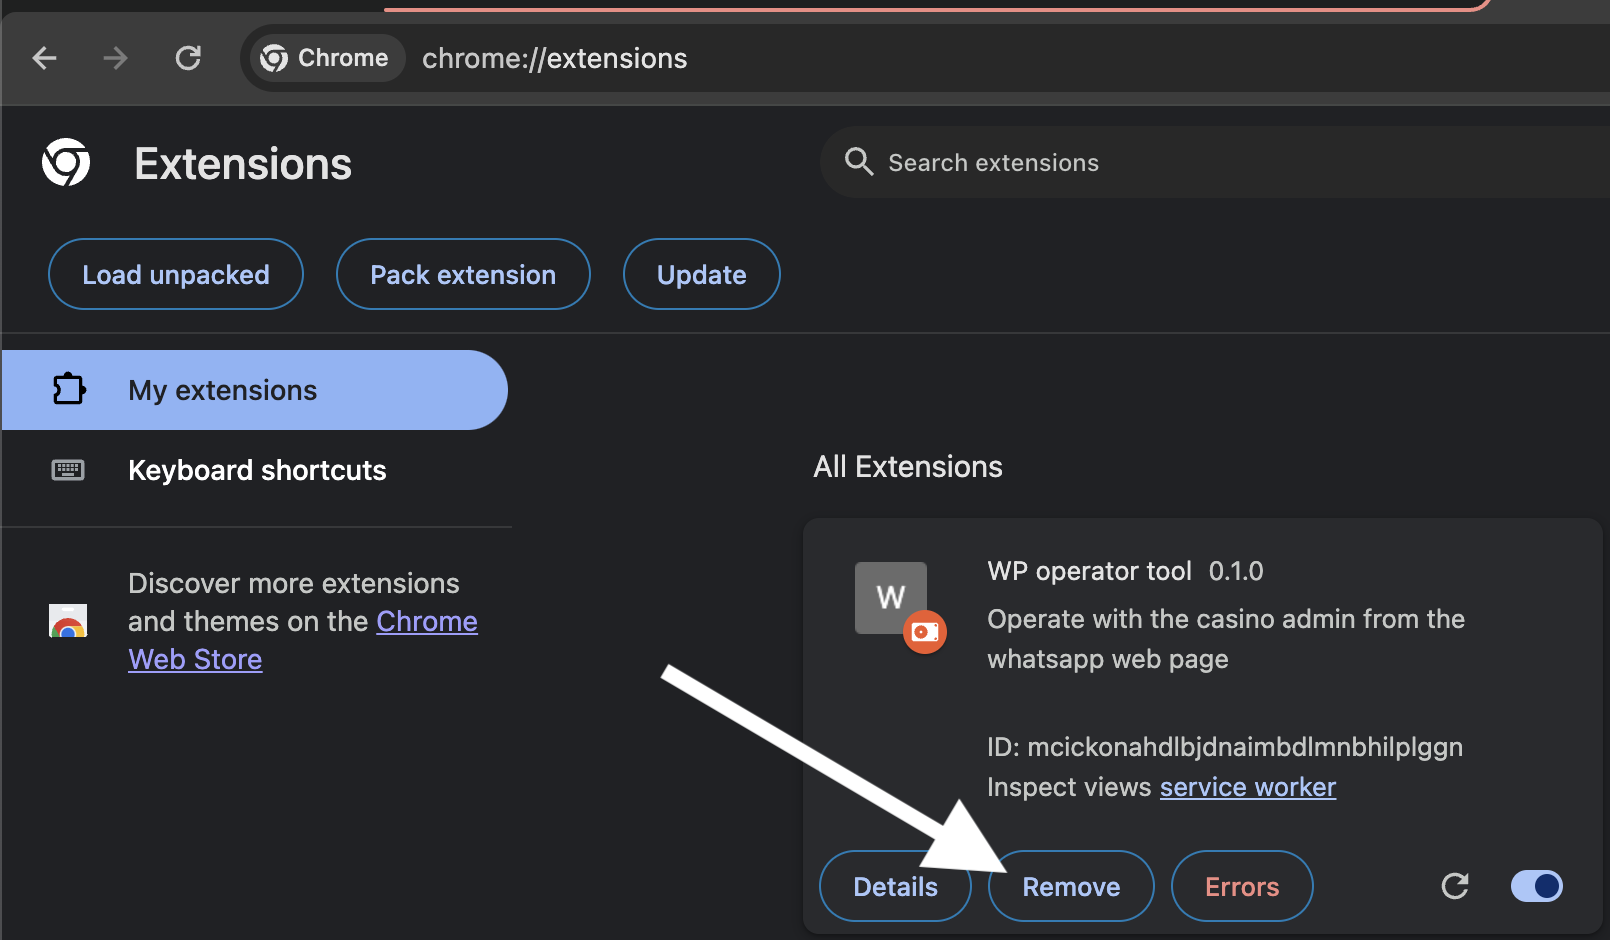 Chrome
chrome://extensions
Extensions
Search extensions
Load unpacked
Pack extension
Update
My extensions
Keyboard shortcuts
Discover more extensions
and themes on the Chrome
Web Store
All Extensions
W
WP operator tool 0.1.0
Operate with the casino admin from the
whatsapp web page
ID: mcickonahdlbjdnaimbdlmnbhilplggn
Inspect views service worker
Details
Remove
Errors